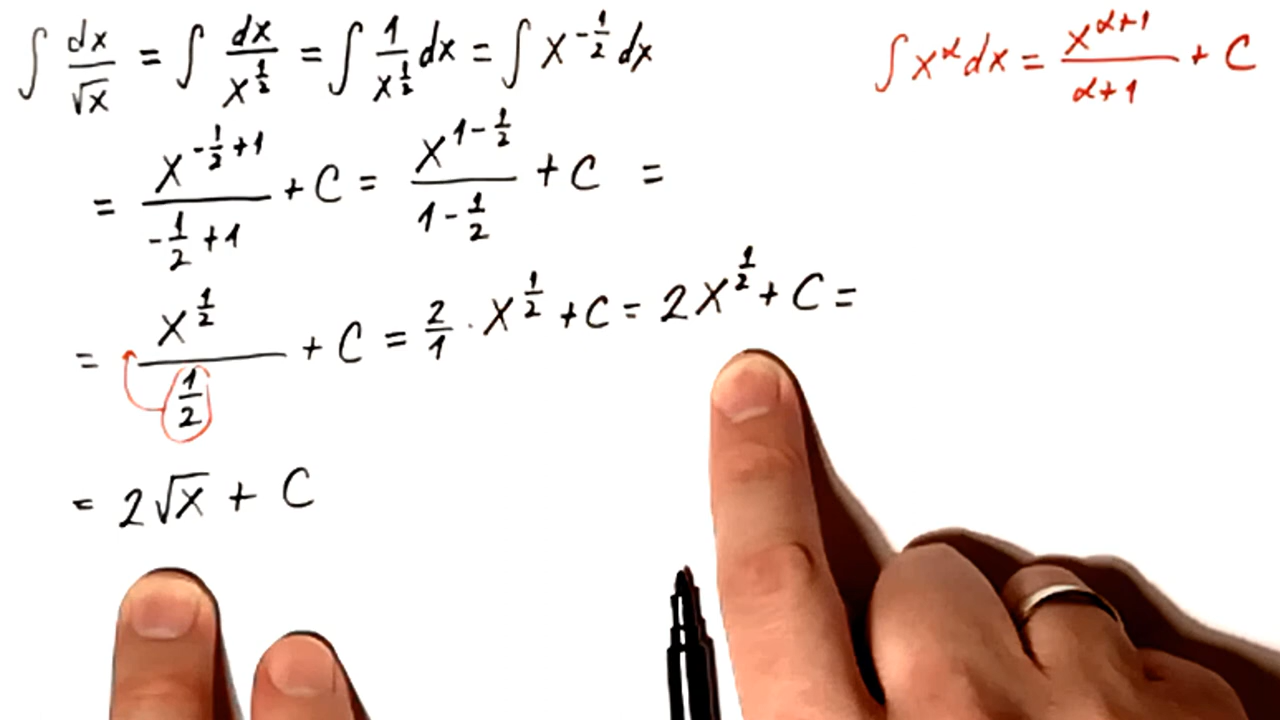 ∫ dx/√x = ∫ dx/x^(1/2) = ∫ 1/x^(1/2) dx = ∫ x^(-1/2) dx
∫ x^α dx = x^(α+1)/(α+1) + C
= x^(-1/2+1)/(-1/2+1) + C = x^(1-1/2)/(1-1/2) + C =
= x^(1/2)/(1/2) + C = 2/1 · x^(1/2) + C = 2x^(1/2) + C =
= 2√x + C